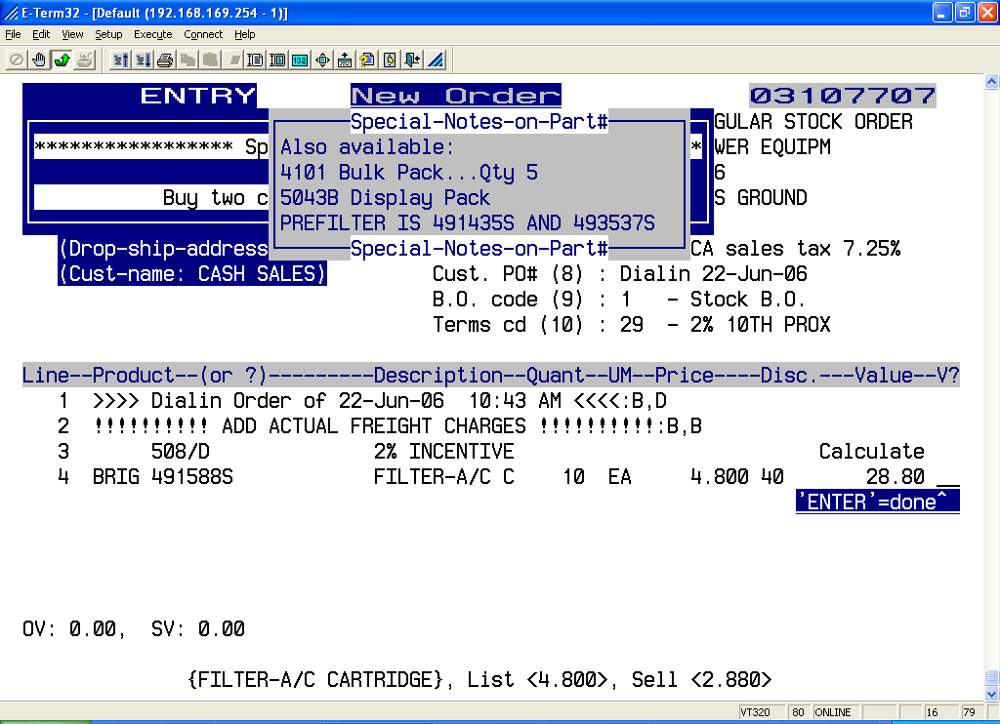 E-Term32 - [Default (192.168.169.254 - 1)]
File Edit View Setup Execute Connect Help
ENTRY New Order 03107707
Special-Notes-on-Part# GULAR STOCK ORDER
***************** Sp Also available: * WER EQUIPM
4101 Bulk Pack...Qty 5 6
Buy two c 5043B Display Pack S GROUND
PREFILTER IS 491435S AND 493537S
(Drop-ship-address Special-Notes-on-Part# CA sales tax 7.25%
(Cust-name: CASH SALES) Cust. PO# (8) : Dialin 22-Jun-06
B.O. code (9) : 1 - Stock B.O.
Terms cd (10) : 29 - 2% 10TH PROX
Line--Product--(or ?)---------Description--Quant--UM--Price----Disc.---Value--V?
1 >>>> Dialin Order of 22-Jun-06 10:43 AM <<<<:B,D
2 !!!!!!!!!! ADD ACTUAL FREIGHT CHARGES !!!!!!!!!!:B,B
3 508/D 2% INCENTIVE Calculate
4 BRIG 491588S FILTER-A/C C 10 EA 4.800 40 28.80 __
'ENTER'=done^
OV: 0.00, SV: 0.00
{FILTER-A/C CARTRIDGE}, List <4.800>, Sell <2.880>
VT320 80 ONLINE 16 79